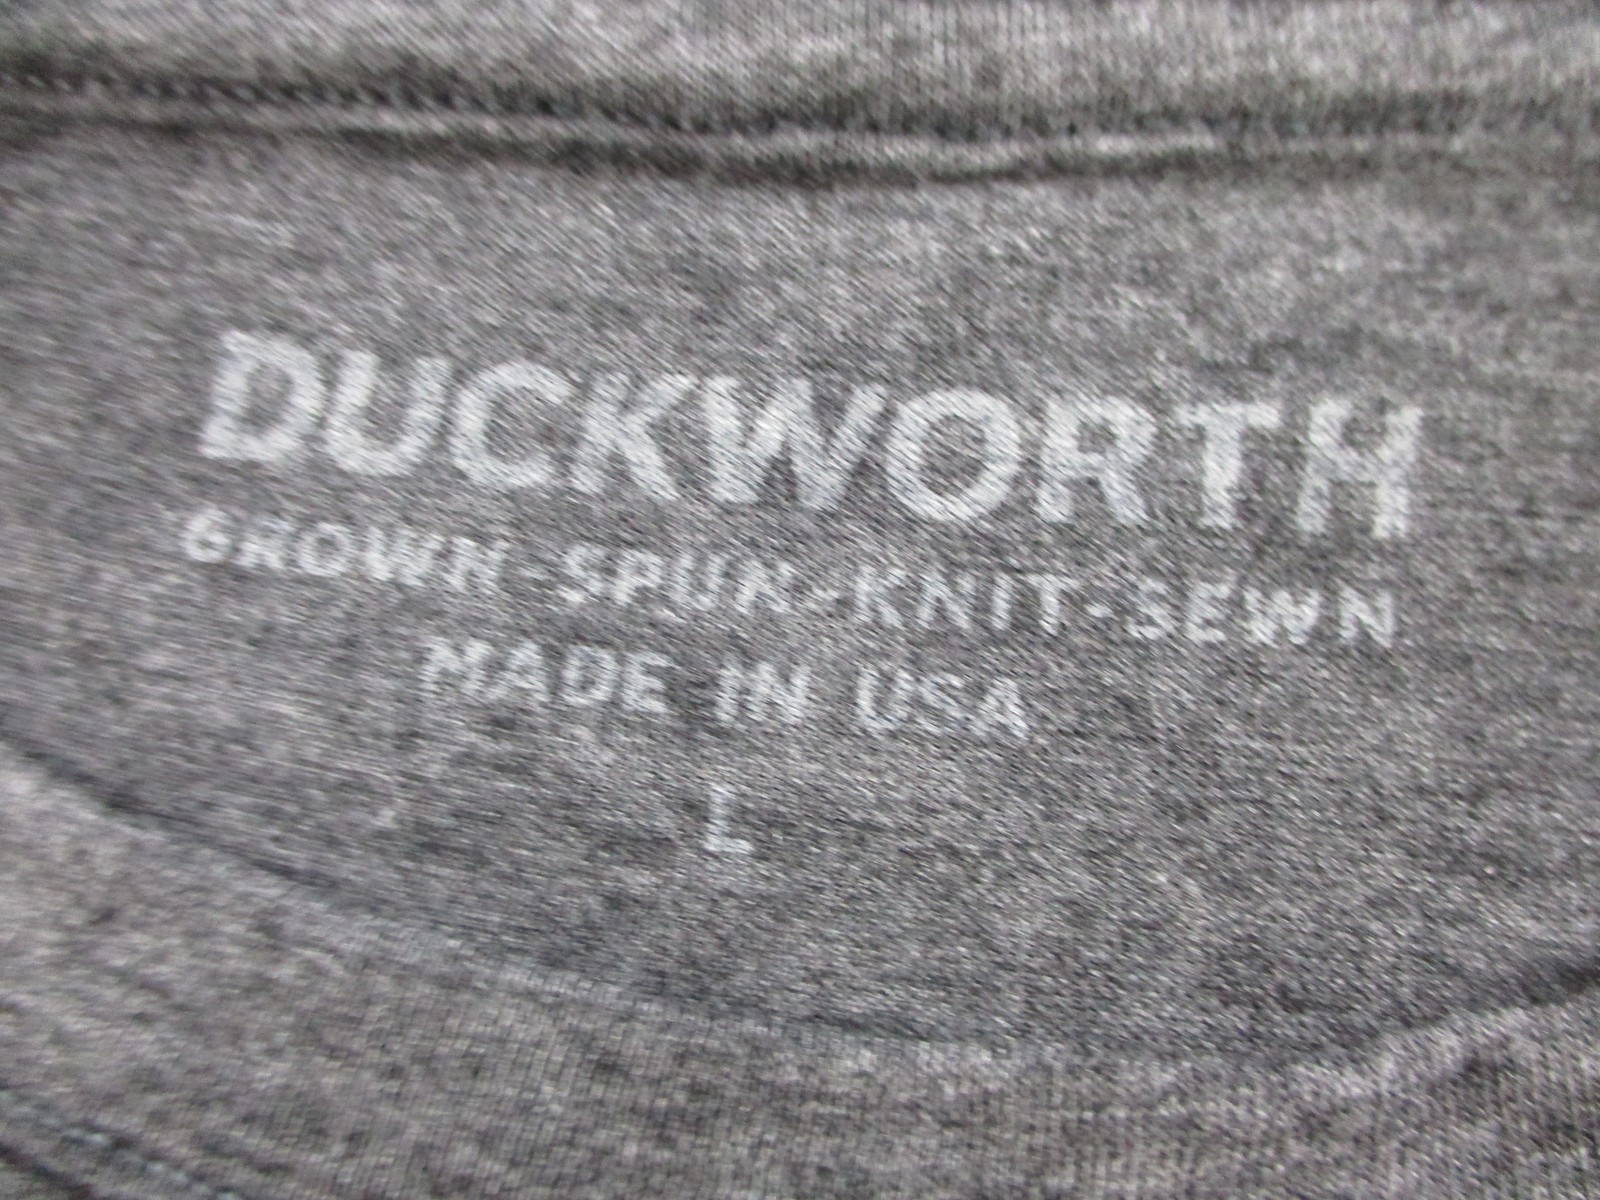 DUCKWORTH
GROWN-SPUN-KNIT-SEWN
MADE IN USA
L